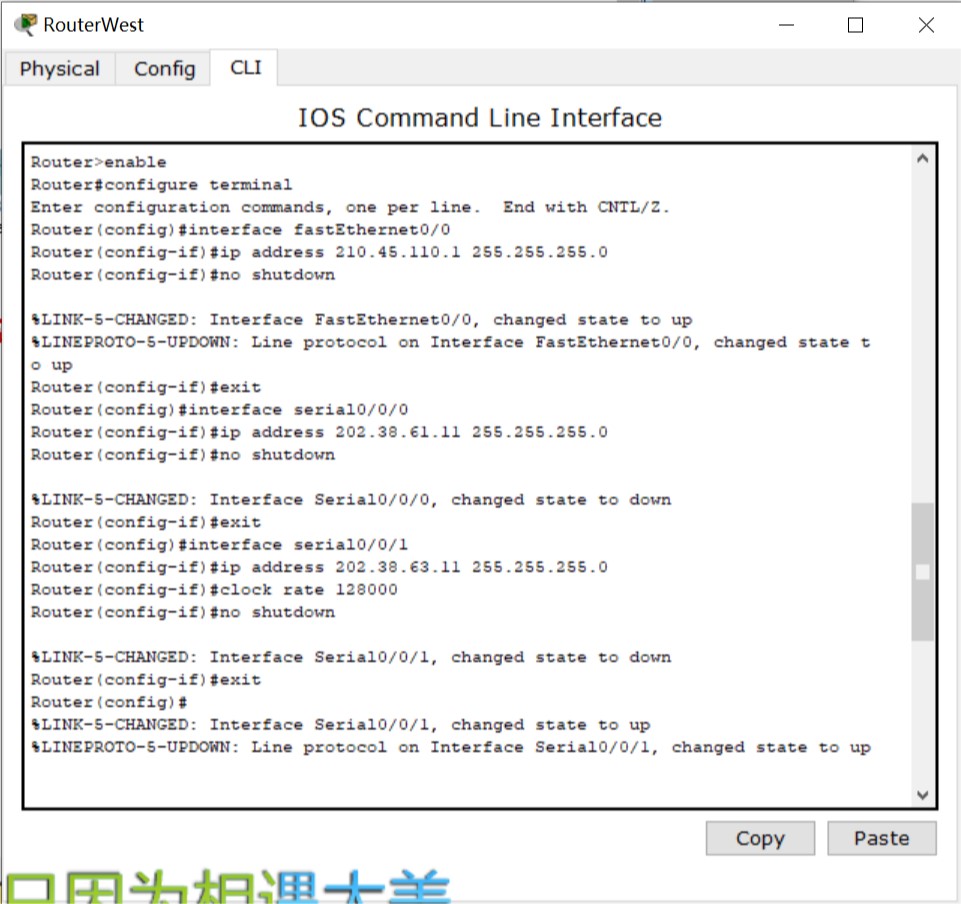 RouterWest
Physical Config CLI
IOS Command Line Interface
Router>enable
Router#configure terminal
Enter configuration commands, one per line.  End with CNTL/Z.
Router(config)#interface fastEthernet0/0
Router(config-if)#ip address 210.45.110.1 255.255.255.0
Router(config-if)#no shutdown
%LINK-5-CHANGED: Interface FastEthernet0/0, changed state to up
%LINEPROTO-5-UPDOWN: Line protocol on Interface FastEthernet0/0, changed state t
o up
Router(config-if)#exit
Router(config)#interface serial0/0/0
Router(config-if)#ip address 202.38.61.11 255.255.255.0
Router(config-if)#no shutdown
%LINK-5-CHANGED: Interface Serial0/0/0, changed state to down
Router(config-if)#exit
Router(config)#interface serial0/0/1
Router(config-if)#ip address 202.38.63.11 255.255.255.0
Router(config-if)#clock rate 128000
Router(config-if)#no shutdown
%LINK-5-CHANGED: Interface Serial0/0/1, changed state to down
Router(config-if)#exit
Router(config)#
%LINK-5-CHANGED: Interface Serial0/0/1, changed state to up
%LINEPROTO-5-UPDOWN: Line protocol on Interface Serial0/0/1, changed state to up
Copy Paste
只因为相遇太美